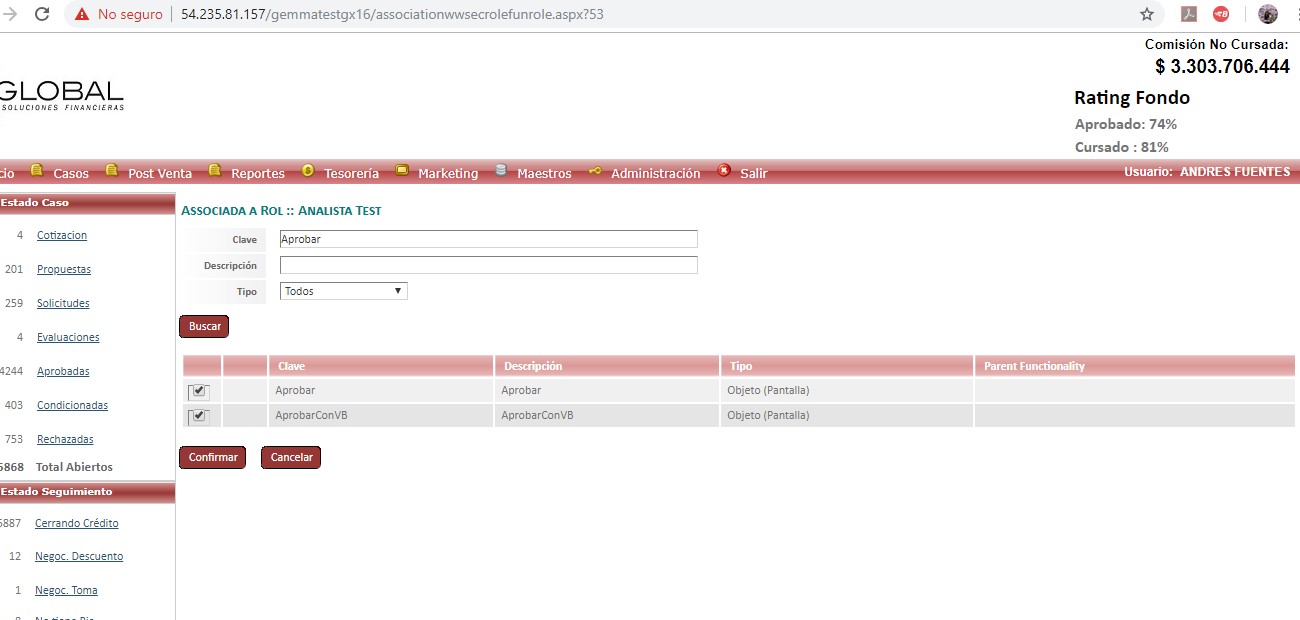 No seguro 54.235.81.157/gemmatestgx16/associationwwsecrolefunrole.aspx?53
Comisión No Cursada:
$ 3.303.706.444
GLOBAL
SOLUCIONES FINANCIERAS
Rating Fondo
Aprobado: 74%
Cursado : 81%
cio Casos Post Venta Reportes Tesorería Marketing Maestros Administración Salir Usuario: ANDRES FUENTES
Estado Caso
4 Cotizacion
201 Propuestas
259 Solicitudes
4 Evaluaciones
4244 Aprobadas
403 Condicionadas
753 Rechazadas
5868 Total Abiertos
Estado Seguimiento
5887 Cerrando Crédito
12 Negoc. Descuento
1 Negoc. Toma
Associada a Rol :: Analista Test
Clave Aprobar
Descripción
Tipo Todos
Buscar
Clave Descripción Tipo Parent Functionality
Aprobar Aprobar Objeto (Pantalla)
AprobarConVB AprobarConVB Objeto (Pantalla)
Confirmar Cancelar